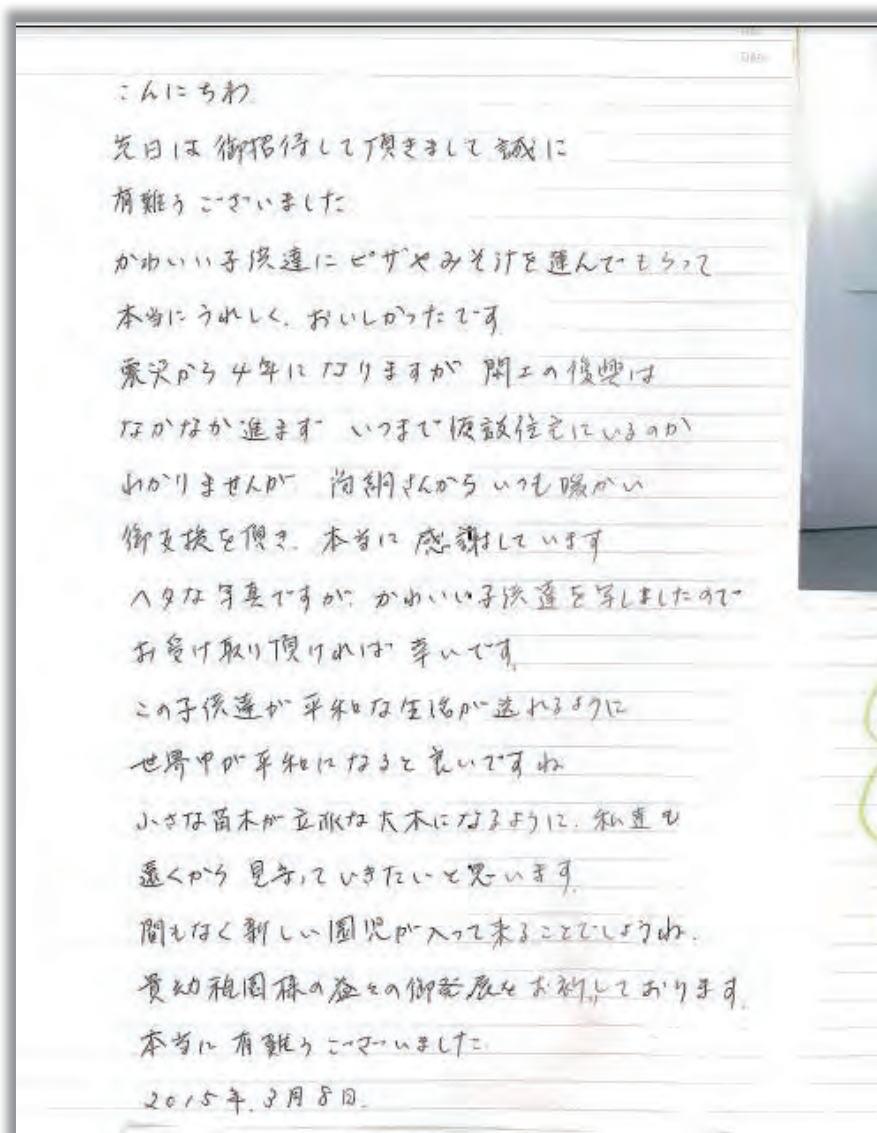 こんにちわ
先日は御招待して頂きまして誠に
有難うございました
かわいい子供達にピザやみそ汁を運んでもらって
本当にうれしく、おいしかったです
震災から4年になりますが 閖上の復興は
なかなか進まず いつまで仮設住宅にいるのか
わかりませんが 尚絅さんからいつも暖かい
御支援を頂き、本当に感謝しています
ヘタな写真ですが、かわいい子供達を写しましたので
お受け取り頂ければ幸いです。
この子供達が平和な生活が送れるように
世界中が平和になると良いですね
小さな苗木が立派な大木になるように、私達も
遠くから見守っていきたいと思います。
間もなく新しい園児が入って来ることでしょうね。
貴幼稚園様の益々の御発展をお祈りしております。
本当に有難うございました
2015年.3月8日.